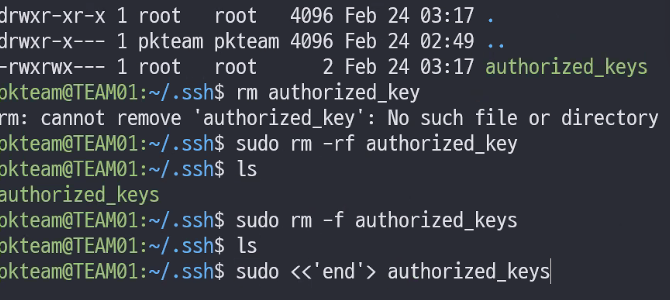 drwxr-xr-x 1 root   root   4096 Feb 24 03:17 .
drwxr-x--- 1 pkteam pkteam 4096 Feb 24 02:49 ..
-rwxrwx--- 1 root   root      2 Feb 24 03:17 authorized_keys
pkteam@TEAM01:~/.ssh$ rm authorized_key
rm: cannot remove 'authorized_key': No such file or directory
pkteam@TEAM01:~/.ssh$ sudo rm -rf authorized_key
pkteam@TEAM01:~/.ssh$ ls
authorized_keys
pkteam@TEAM01:~/.ssh$ sudo rm -f authorized_keys
pkteam@TEAM01:~/.ssh$ ls
pkteam@TEAM01:~/.ssh$ sudo <<'end'> authorized_keys